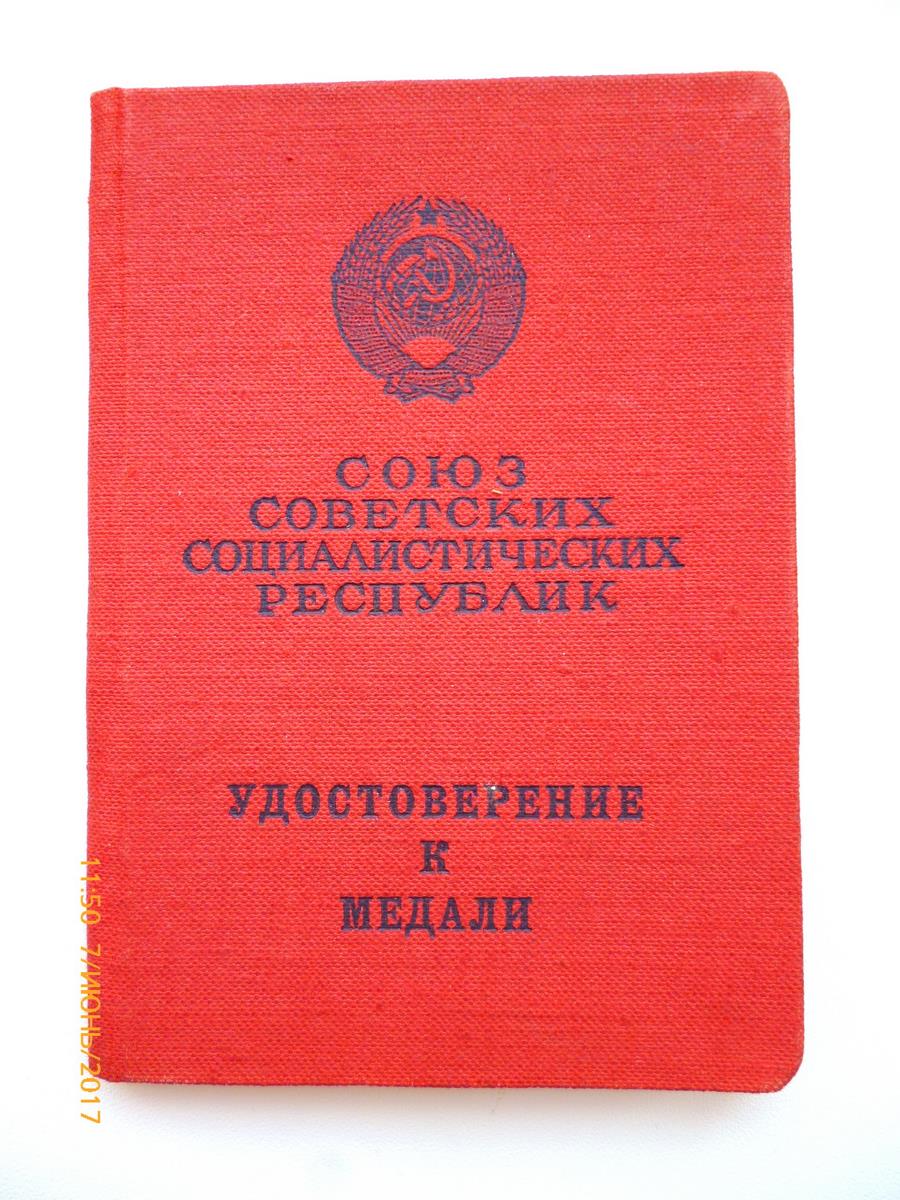 СОЮЗ
СОВЕТСКИХ
СОЦИАЛИСТИЧЕСКИХ
РЕСПУБЛИК
УДОСТОВЕРЕНИЕ
К
МЕДАЛИ
11:50 7/ИЮНЬ/2017